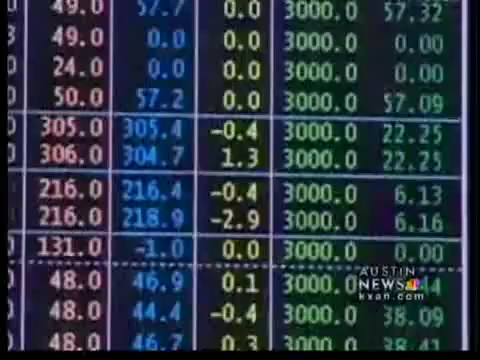 49.0 57.7 0.0 3000.0 57.32
49.0 0.0 0.0 3000.0 0.00
24.0 0.0 0.0 3000.0 0.00
50.0 57.2 0.0 3000.0 57.09
305.0 305.4 -0.4 3000.0 22.25
306.0 304.7 1.3 3000.0 22.25
216.0 216.4 -0.4 3000.0 6.13
216.0 218.9 -2.9 3000.0 6.16
131.0 -1.0 0.0 3000.0 0.00
48.0 46.9 0.1 3000.0
48.0 44.4 -0.4 3000.0 38.09
48.0 46.7 0.3 3000.0 38.41
AUSTIN
NEWS
kxan.com